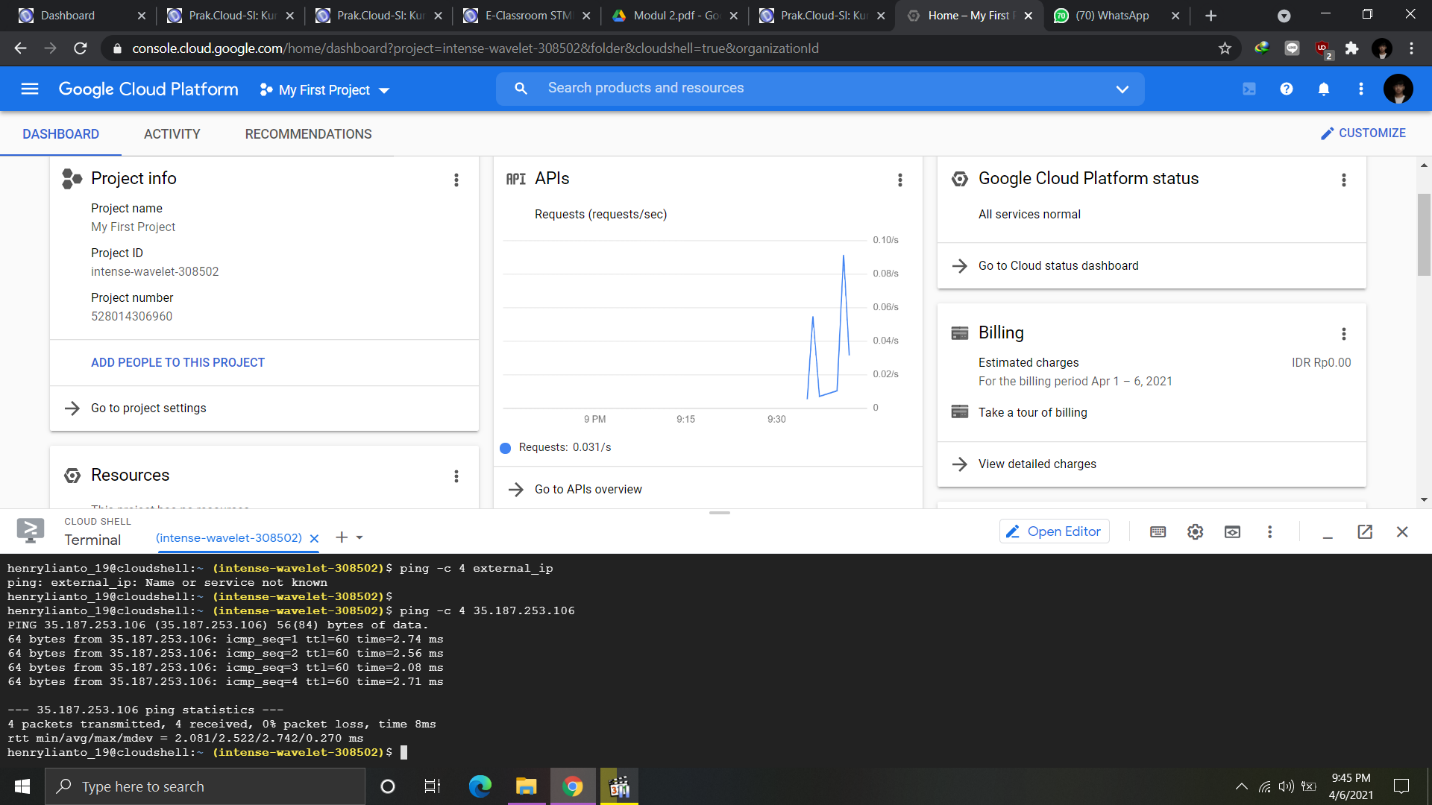 Dashboard
Prak.Cloud-SI: Ku
Prak.Cloud-SI: Ku
E-Classroom STM
Modul 2.pdf - Go
Prak.Cloud-SI: Ku
Home – My First
(70) WhatsApp
console.cloud.google.com/home/dashboard?project=intense-wavelet-308502&folder&cloudshell=true&organizationId
Google Cloud Platform
My First Project
Search products and resources
DASHBOARD
ACTIVITY
RECOMMENDATIONS
CUSTOMIZE
Project info
Project name
My First Project
Project ID
intense-wavelet-308502
Project number
528014306960
ADD PEOPLE TO THIS PROJECT
Go to project settings
Resources
This project has no resources
API APIs
Requests (requests/sec)
0.10/s
0.08/s
0.06/s
0.04/s
0.02/s
0
9 PM
9:15
9:30
Requests: 0.031/s
Go to APIs overview
Google Cloud Platform status
All services normal
Go to Cloud status dashboard
Billing
Estimated charges
IDR Rp0.00
For the billing period Apr 1 – 6, 2021
Take a tour of billing
View detailed charges
CLOUD SHELL
Terminal
(intense-wavelet-308502)
Open Editor
henrylianto_19@cloudshell:~ (intense-wavelet-308502)$ ping -c 4 external_ip
ping: external_ip: Name or service not known
henrylianto_19@cloudshell:~ (intense-wavelet-308502)$
henrylianto_19@cloudshell:~ (intense-wavelet-308502)$ ping -c 4 35.187.253.106
PING 35.187.253.106 (35.187.253.106) 56(84) bytes of data.
64 bytes from 35.187.253.106: icmp_seq=1 ttl=60 time=2.74 ms
64 bytes from 35.187.253.106: icmp_seq=2 ttl=60 time=2.56 ms
64 bytes from 35.187.253.106: icmp_seq=3 ttl=60 time=2.08 ms
64 bytes from 35.187.253.106: icmp_seq=4 ttl=60 time=2.71 ms
--- 35.187.253.106 ping statistics ---
4 packets transmitted, 4 received, 0% packet loss, time 8ms
rtt min/avg/max/mdev = 2.081/2.522/2.742/0.270 ms
henrylianto_19@cloudshell:~ (intense-wavelet-308502)$
Type here to search
9:45 PM
4/6/2021